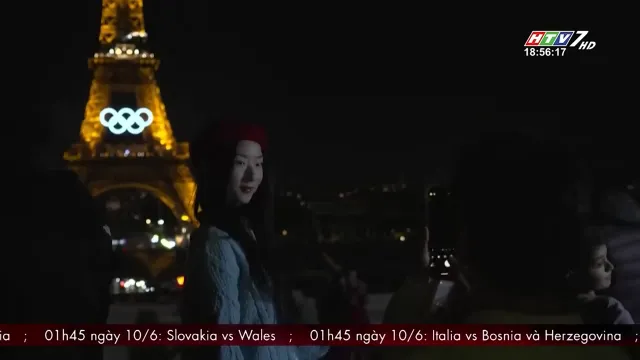 HTV7 HD
18:56:17
ia ; 01h45 ngày 10/6: Slovakia vs Wales ; 01h45 ngày 10/6: Italia vs Bosnia và Herzegovina ;